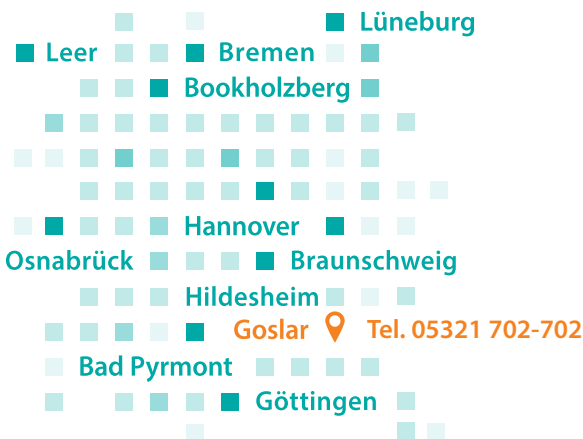 Lüneburg
Leer Bremen
Bookholzberg
Hannover
Osnabrück Braunschweig
Hildesheim
Goslar Tel. 05321 702-702
Bad Pyrmont
Göttingen